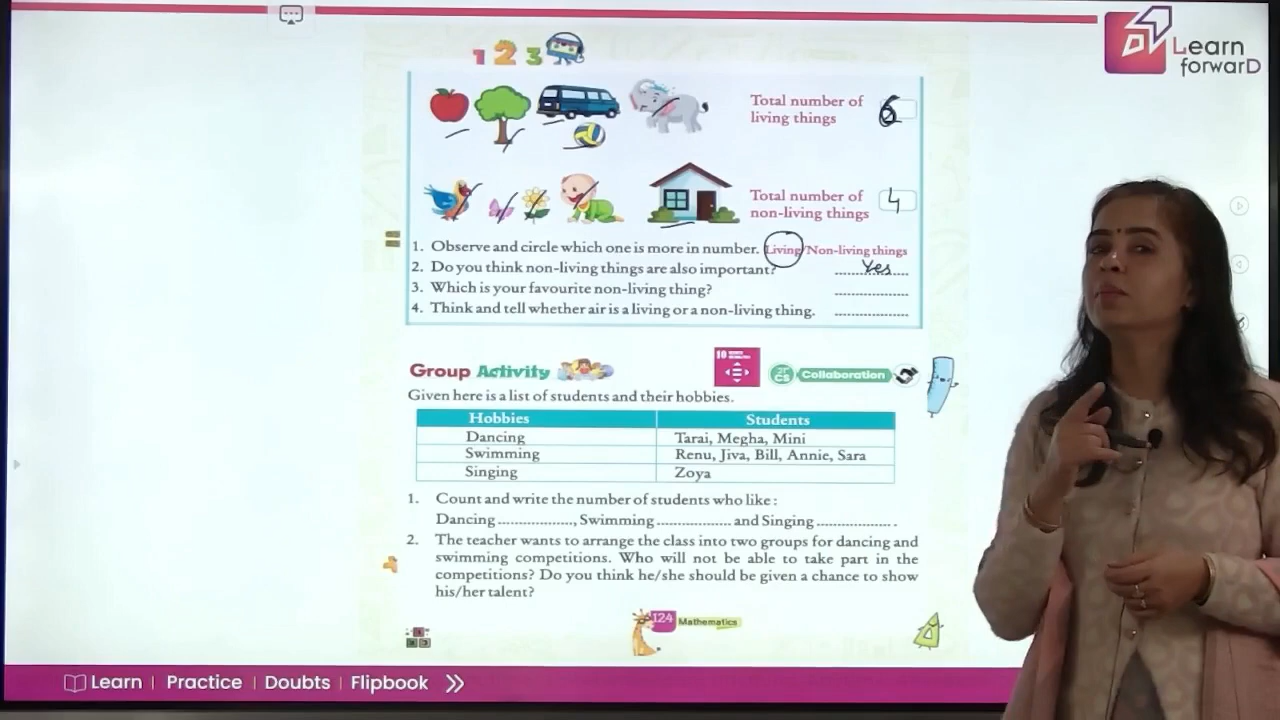 Learn
forwarD
1 2 3
Total number of
living things
6
Total number of
non-living things
4
1. Observe and circle which one is more in number. Living/Non-living things
2. Do you think non-living things are also important? Yes
3. Which is your favourite non-living thing?
4. Think and tell whether air is a living or a non-living thing.
Group Activity
10
21st CS
Collaboration
Given here is a list of students and their hobbies.
Hobbies Students
Dancing Tarai, Megha, Mini
Swimming Renu, Jiva, Bill, Annie, Sara
Singing Zoya
1. Count and write the number of students who like :
Dancing ..................., Swimming ................... and Singing ................... .
2. The teacher wants to arrange the class into two groups for dancing and
swimming competitions. Who will not be able to take part in the
competitions? Do you think he/she should be given a chance to show
his/her talent?
124 Mathematics
Learn | Practice | Doubts | Flipbook